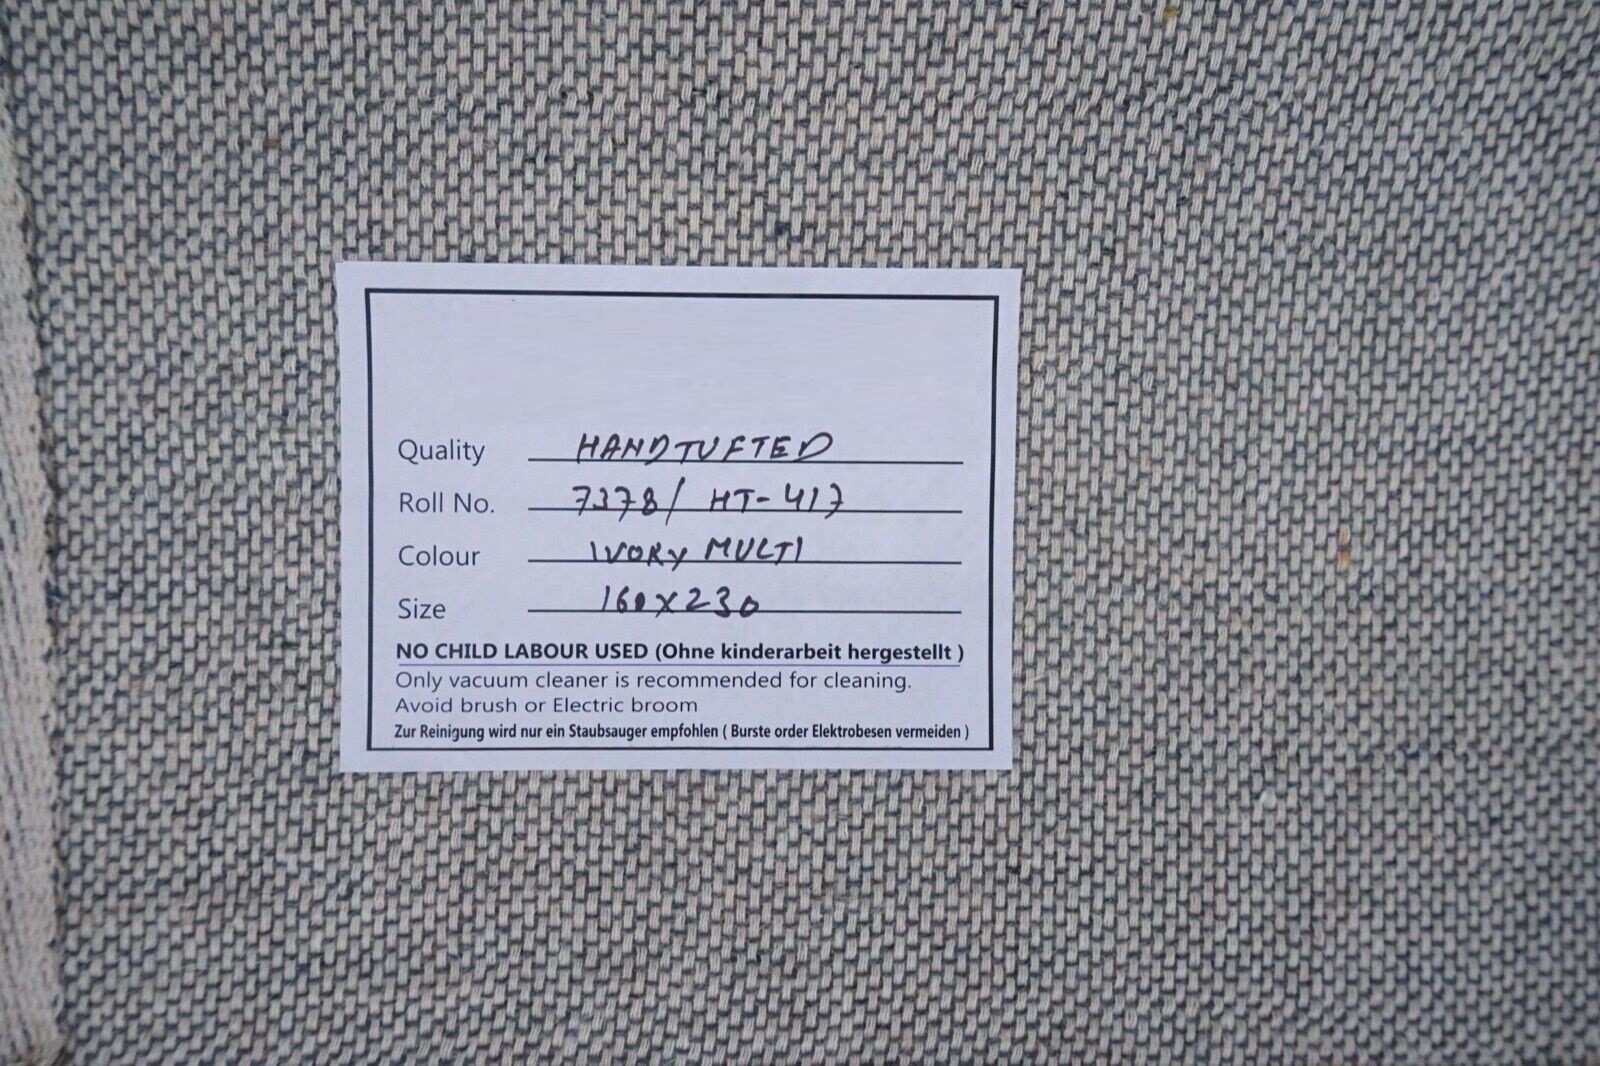 Quality HANDTUFTED
Roll No. 7378/ HT-417
Colour IVORY MULTI
Size 160X230
NO CHILD LABOUR USED (Ohne kinderarbeit hergestellt )
Only vacuum cleaner is recommended for cleaning.
Avoid brush or Electric broom
Zur Reinigung wird nur ein Staubsauger empfohlen ( Burste order Elektrobesen vermeiden )